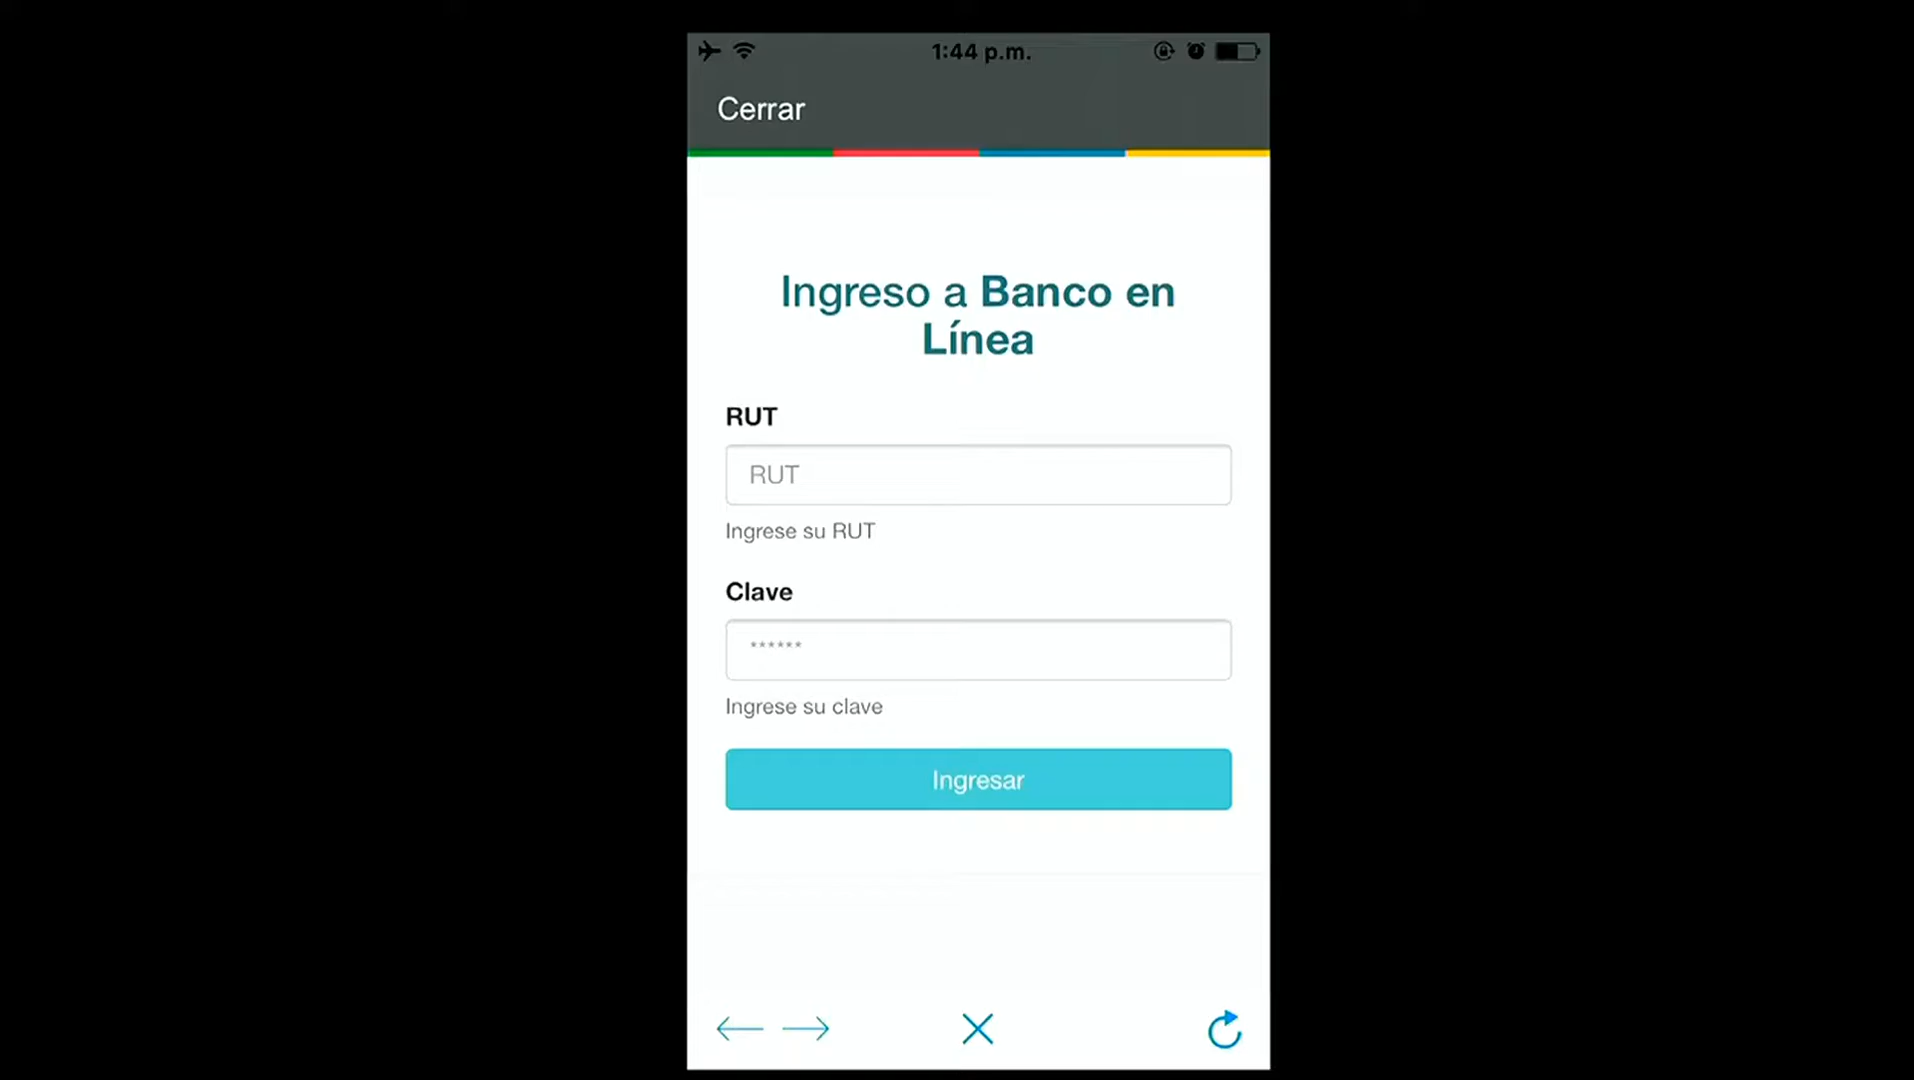 1:44 p.m.
Cerrar
Ingreso a Banco en
Línea
RUT
RUT
Ingrese su RUT
Clave
******
Ingrese su clave
Ingresar